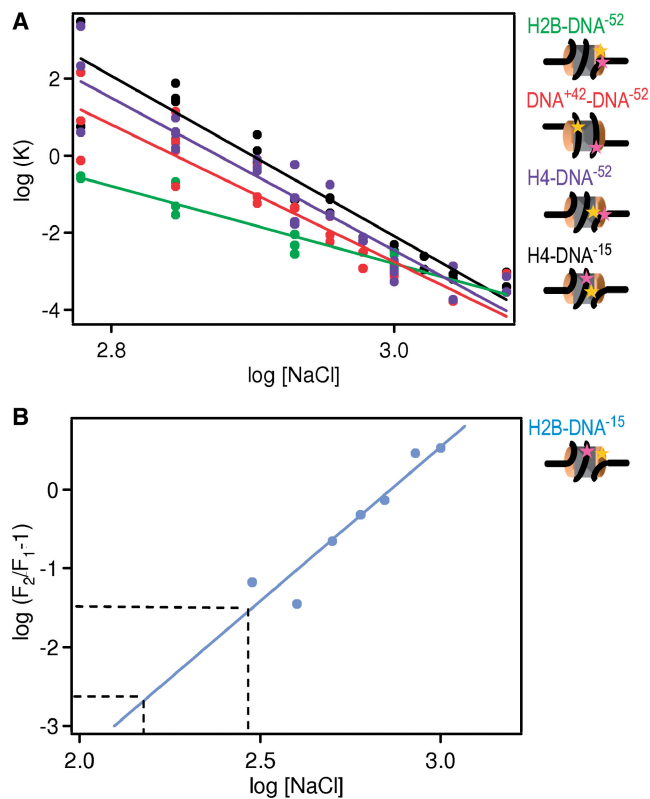 A
H2B-DNA⁻⁵²
DNA⁺⁴²-DNA⁻⁵²
H4-DNA⁻⁵²
H4-DNA⁻¹⁵
log (K)
2
0
-2
-4
2.8
3.0
log [NaCl]
B
H2B-DNA⁻¹⁵
log (F₂/F₁-1)
0
-1
-2
-3
2.0
2.5
3.0
log [NaCl]